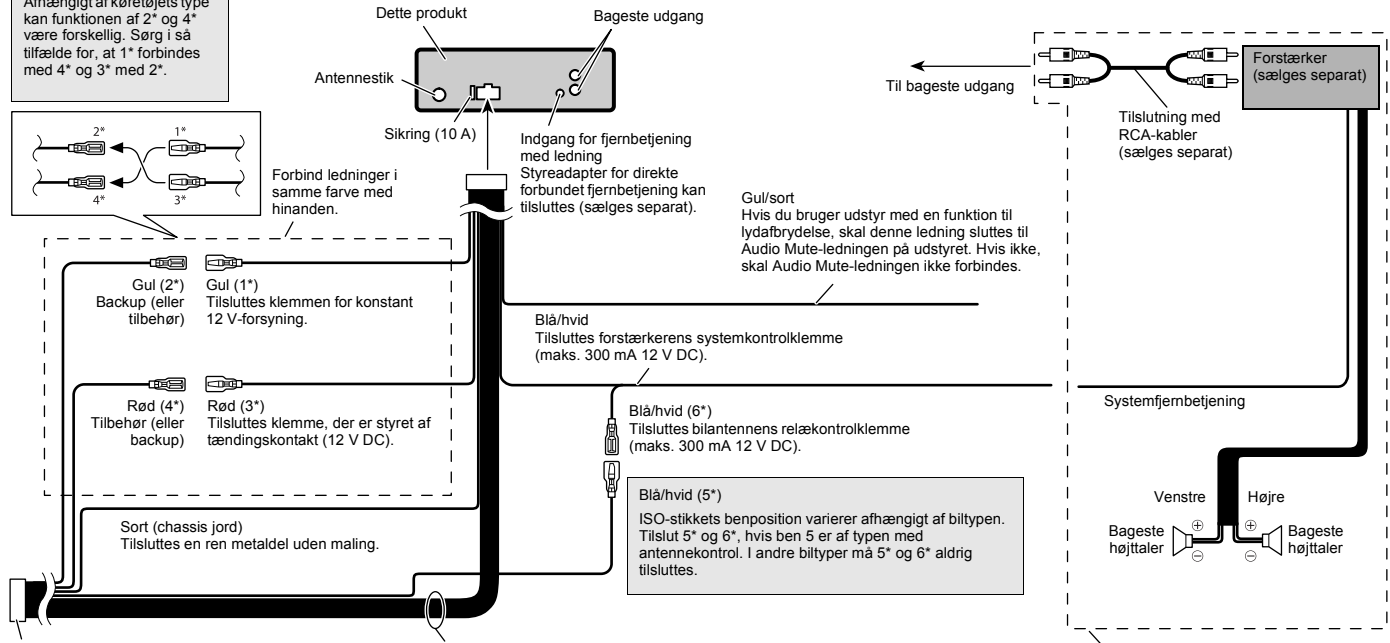 Afhængigt af køretøjets type
kan funktionen af 2* og 4*
være forskellig. Sørg i så
tilfælde for, at 1* forbindes
med 4* og 3* med 2*.
Dette produkt
Bageste udgang
Antennestik
Sikring (10 A)
Indgang for fjernbetjening
med ledning
Styreadapter for direkte
forbundet fjernbetjening kan
tilsluttes (sælges separat).
Til bageste udgang
Forstærker
(sælges separat)
Tilslutning med
RCA-kabler
(sælges separat)
2*
1*
4*
3*
Forbind ledninger i
samme farve med
hinanden.
Gul/sort
Hvis du bruger udstyr med en funktion til
lydafbrydelse, skal denne ledning sluttes til
Audio Mute-ledningen på udstyret. Hvis ikke,
skal Audio Mute-ledningen ikke forbindes.
Gul (2*)
Backup (eller
tilbehør)
Gul (1*)
Tilsluttes klemmen for konstant
12 V-forsyning.
Blå/hvid
Tilsluttes forstærkerens systemkontrolklemme
(maks. 300 mA 12 V DC).
Rød (4*)
Tilbehør (eller
backup)
Rød (3*)
Tilsluttes klemme, der er styret af
tændingskontakt (12 V DC).
Blå/hvid (6*)
Tilsluttes bilantennens relækontrolklemme
(maks. 300 mA 12 V DC).
Systemfjernbetjening
Blå/hvid (5*)
ISO-stikkets benposition varierer afhængigt af biltypen.
Tilslut 5* og 6*, hvis ben 5 er af typen med
antennekontrol. I andre biltyper må 5* og 6* aldrig
tilsluttes.
Sort (chassis jord)
Tilsluttes en ren metaldel uden maling.
Venstre
Højre
Bageste
højttaler
+
−
+
−
Bageste
højttaler